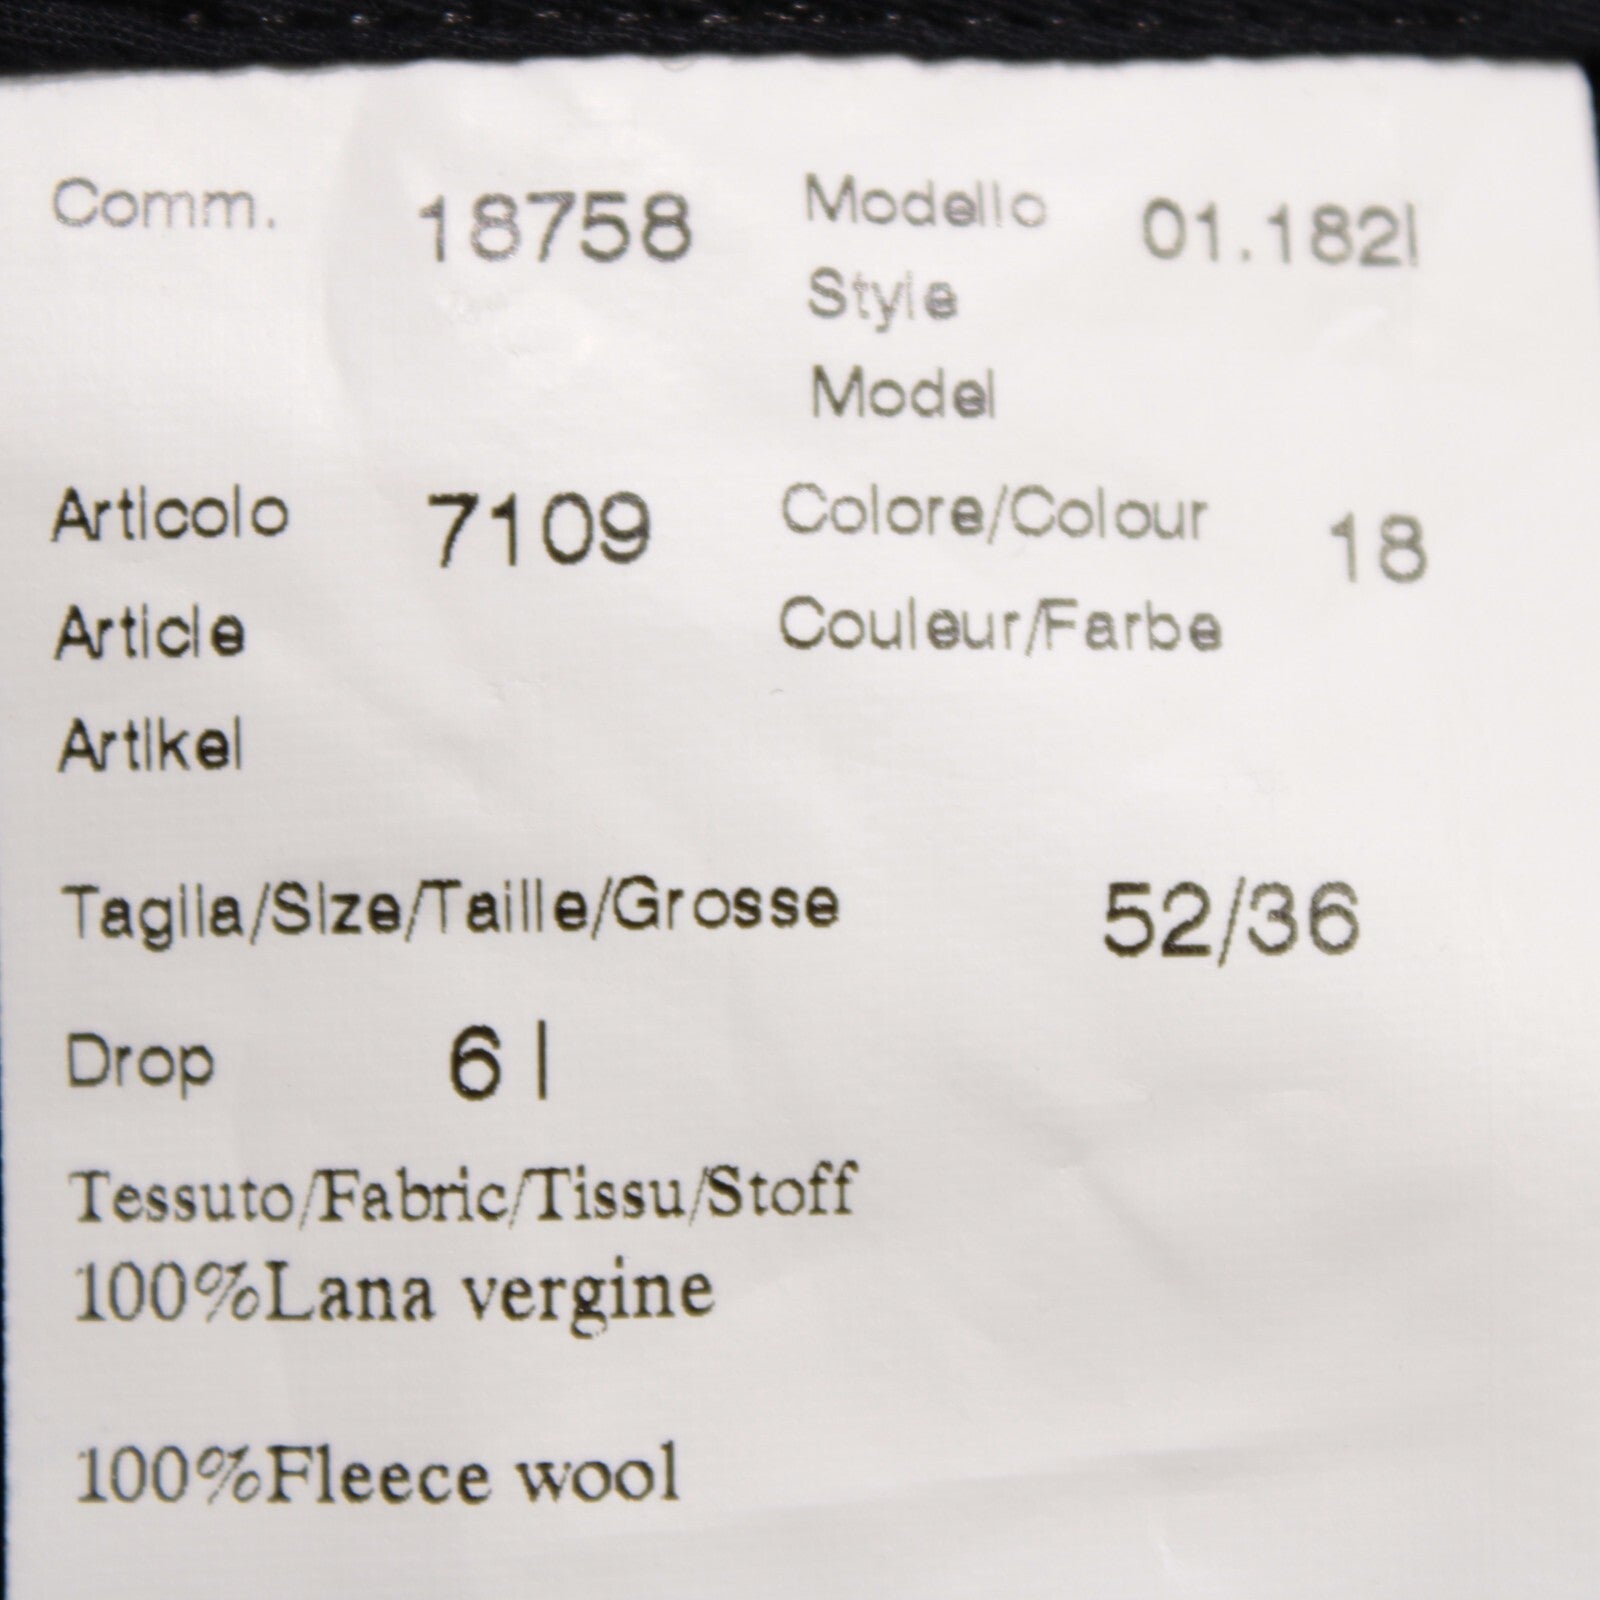 Comm. 18758 Modello 01.182I
Style
Model
Articolo 7109 Colore/Colour 18
Article Couleur/Farbe
Artikel
Taglia/Size/Taille/Grosse 52/36
Drop 6 I
Tessuto/Fabric/Tissu/Stoff
100%Lana vergine
100%Fleece wool